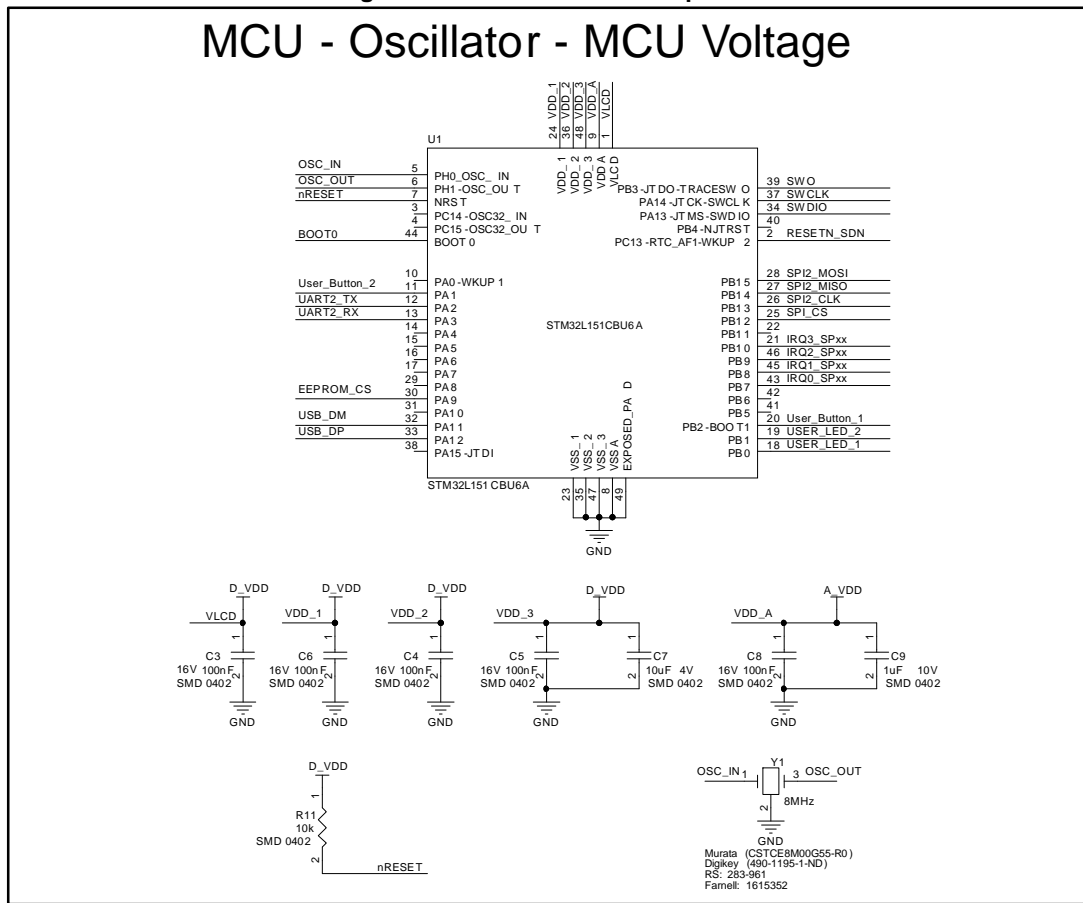 MCU - Oscillator - MCU Voltage
24 VDD_1
36 VDD_2
48 VDD_3
9 VDD_A
1 VLCD
U1
VDD_1
VDD_2
VDD_3
VDDA
VLCD
OSC_IN 5 PH0_OSC_IN
OSC_OUT 6 PH1-OSC_OUT
nRESET 7 NRST
3 PC14-OSC32_IN
4 PC15-OSC32_OUT
BOOT0 44 BOOT0
10 PA0-WKUP1
User_Button_2 11 PA1
UART2_TX 12 PA2
UART2_RX 13 PA3
14 PA4
15 PA5
16 PA6
17 PA7
29 PA8
EEPROM_CS 30 PA9
31 PA10
USB_DM 32 PA11
USB_DP 33 PA12
38 PA15-JTDI
STM32L151CBU6A
PB3-JTDO-TRACESWO 39 SWO
PA14-JTCK-SWCLK 37 SWCLK
PA13-JTMS-SWDIO 34 SWDIO
PB4-NJTRST 40
PC13-RTC_AF1-WKUP2 2 RESETN_SDN
PB15 28 SPI2_MOSI
PB14 27 SPI2_MISO
PB13 26 SPI2_CLK
PB12 25 SPI_CS
PB11 22
PB10 21 IRQ3_SPxx
PB9 46 IRQ2_SPxx
PB8 45 IRQ1_SPxx
PB7 43 IRQ0_SPxx
PB6 42
PB5 41
PB2-BOOT1 20 User_Button_1
PB1 19 USER_LED_2
PB0 18 USER_LED_1
VSS_1
VSS_2
VSS_3
VSSA
EXPOSED_PAD
STM32L151CBU6A
23 35 47 8 49
GND
D_VDD
VLCD
1
C3
16V 100nF
2
SMD 0402
GND
D_VDD
VDD_1
1
C6
16V 100nF
2
SMD 0402
GND
D_VDD
VDD_2
1
C4
16V 100nF
2
SMD 0402
GND
D_VDD
VDD_3
1
C5
16V 100nF
2
SMD 0402
1
C7
10uF 4V
2
SMD 0402
GND
A_VDD
VDD_A
1
C8
16V 100nF
2
SMD 0402
1
C9
1uF 10V
2
SMD 0402
GND
D_VDD
1
R11
10k
SMD 0402
2
nRESET
Y1
OSC_IN 1 3 OSC_OUT
8MHz
2
GND
Murata (CSTCE8M00G55-R0)
Digikey (490-1195-1-ND)
RS: 283-961
Farnell: 1615352